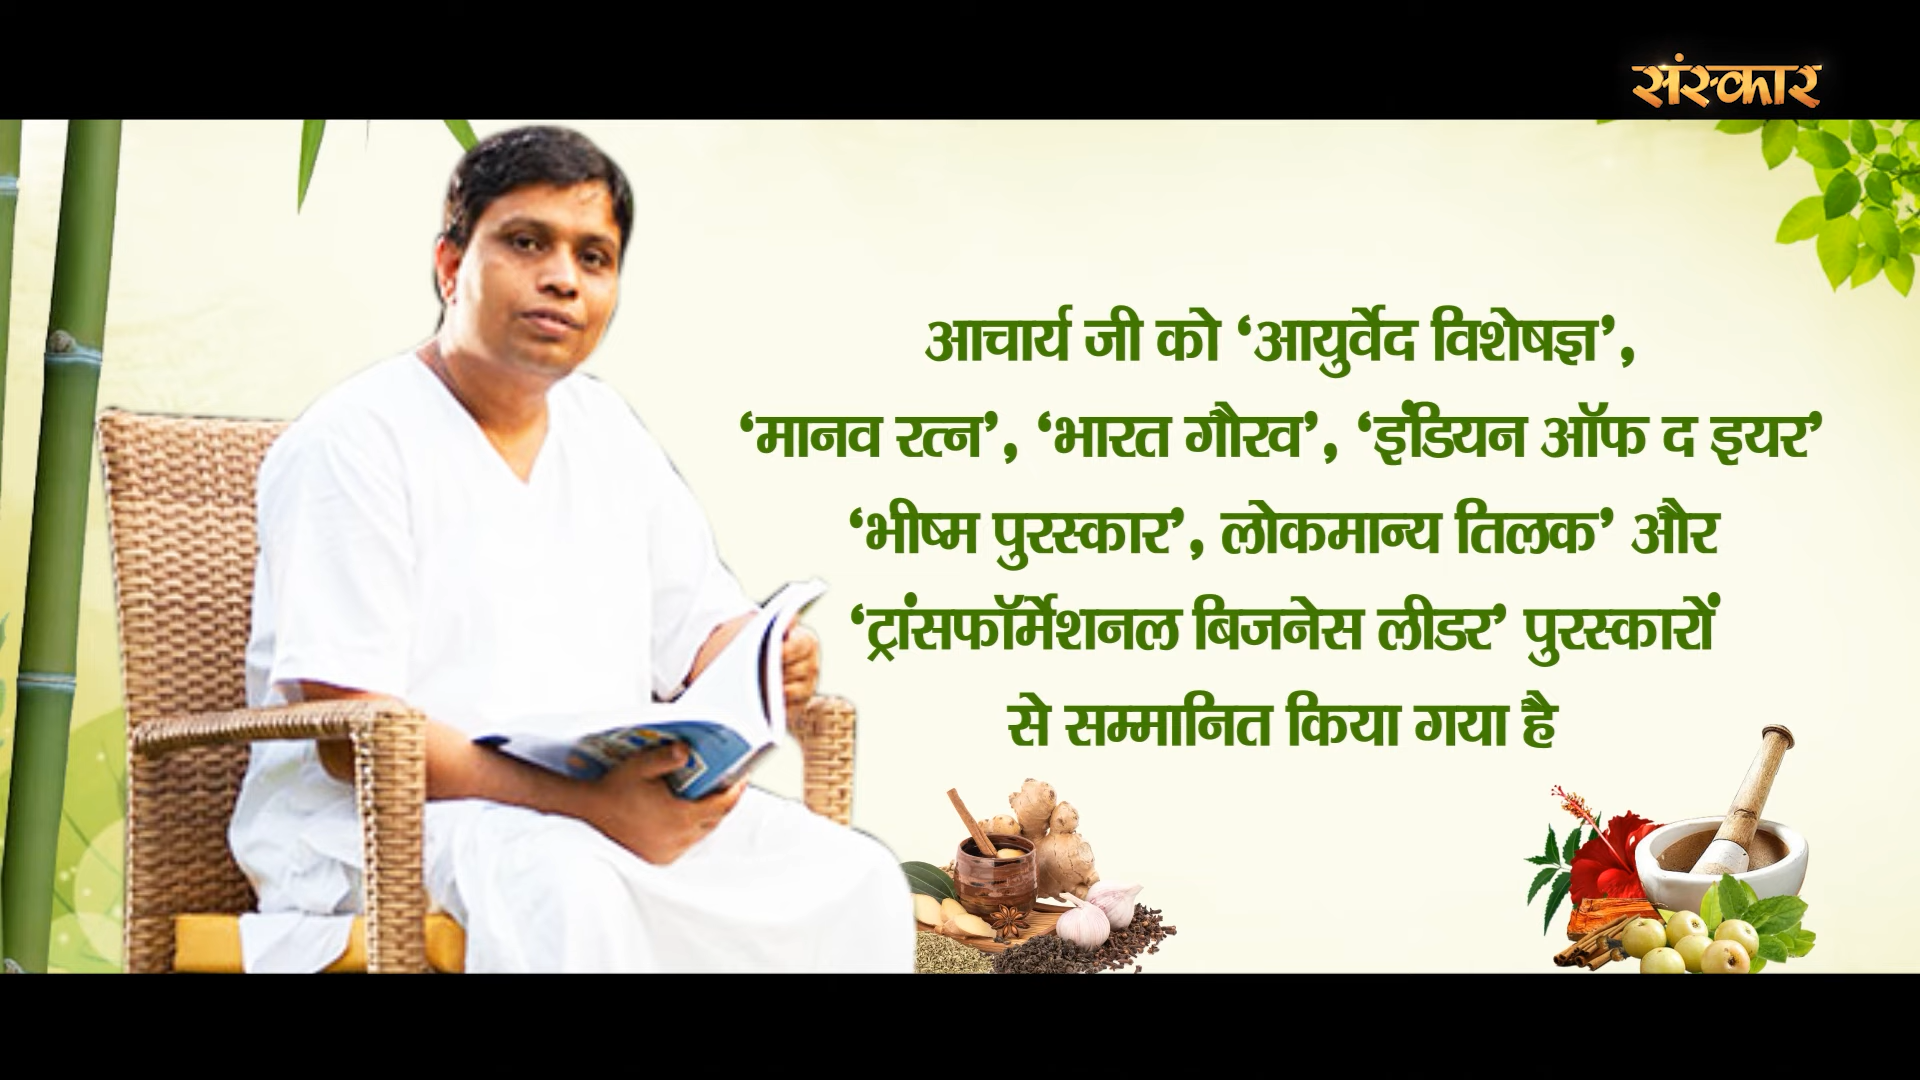 संस्कार
आचार्य जी को ‘आयुर्वेद विशेषज्ञ’,
‘मानव रत्न’, ‘भारत गौरव’, ‘इंडियन ऑफ द इयर’
‘भीष्म पुरस्कार’, लोकमान्य तिलक’ और
‘ट्रांसफॉर्मेशनल बिजनेस लीडर’ पुरस्कारों
से सम्मानित किया गया है